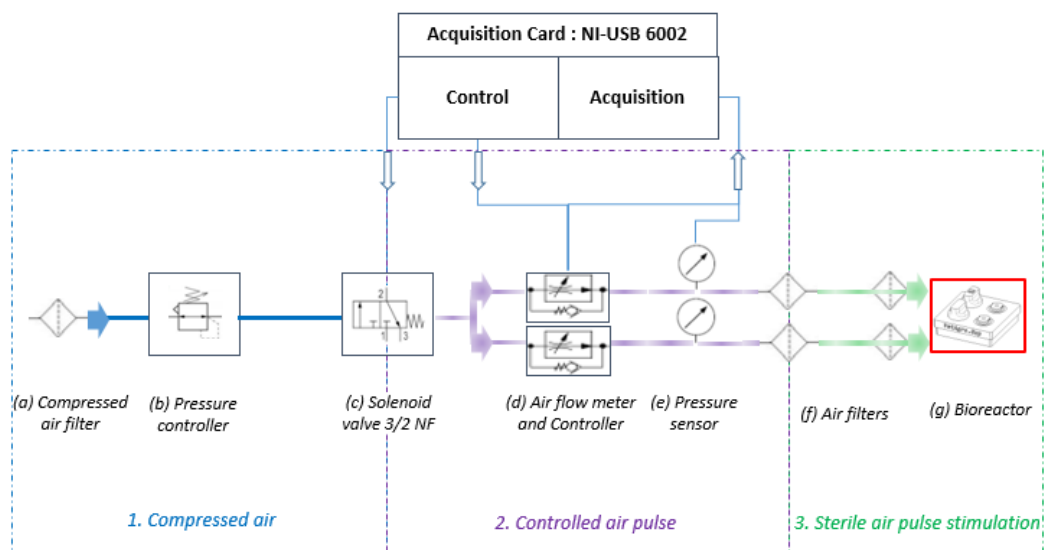 Acquisition Card : NI-USB 6002
Control
Acquisition
2
1
3
(a) Compressed
air filter
(b) Pressure
controller
(c) Solenoid
valve 3/2 NF
(d) Air flow meter
and Controller
(e) Pressure
sensor
(f) Air filters
(g) Bioreactor
1. Compressed air
2. Controlled air pulse
3. Sterile air pulse stimulation